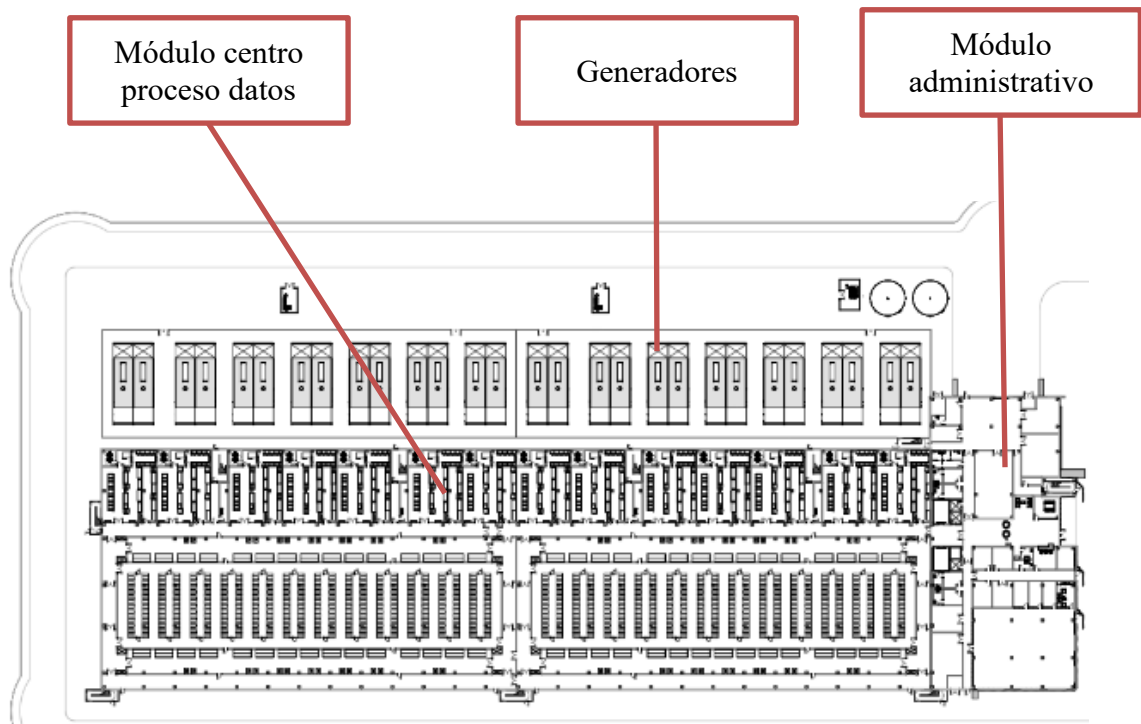 Módulo centro
proceso datos
Generadores
Módulo
administrativo